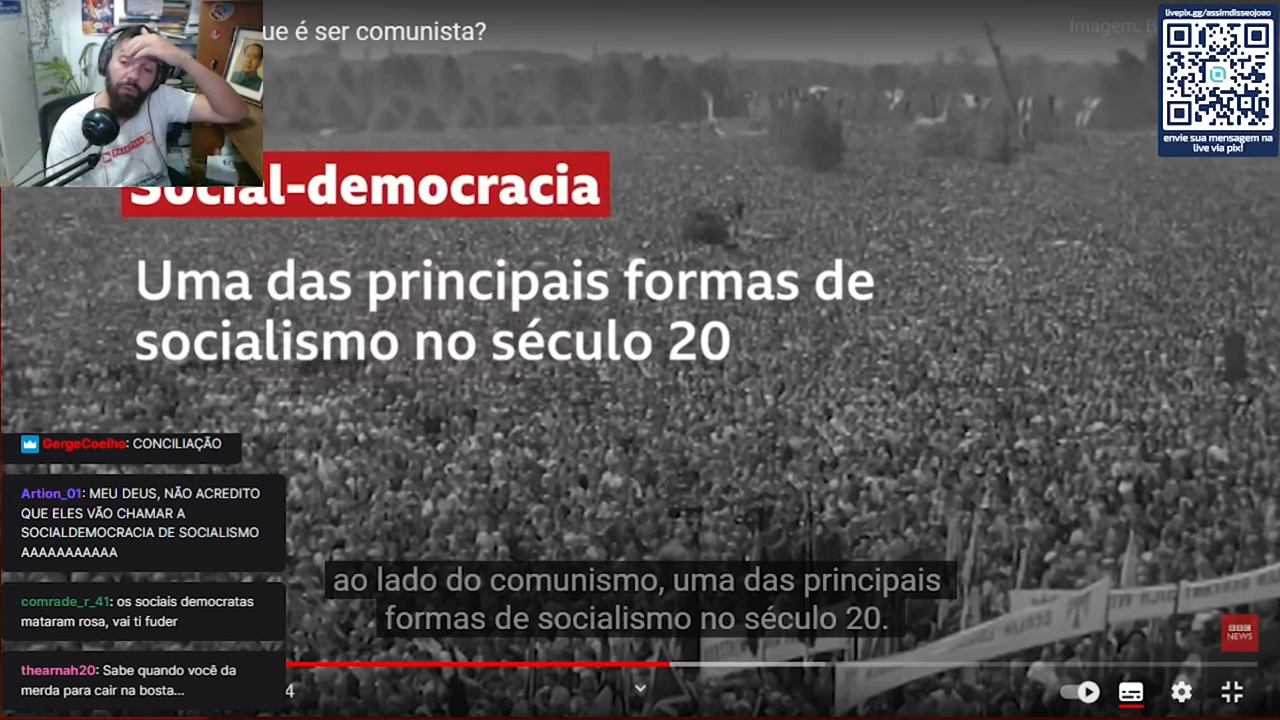 ue é ser comunista?
Imagem: B
livepix.gg/assimdisseojoao
envie sua mensagem na
live via pix!
Social-democracia
Uma das principais formas de
socialismo no século 20
GergeCoelho: CONCILIAÇÃO
Artion_01: MEU DEUS, NÃO ACREDITO
QUE ELES VÃO CHAMAR A
SOCIALDEMOCRACIA DE SOCIALISMO
AAAAAAAAAAA
comrade_r_41: os sociais democratas
mataram rosa, vai ti fuder
thearnah20: Sabe quando você da
merda para cair na bosta...
ao lado do comunismo, uma das principais
formas de socialismo no século 20.
BBC
NEWS
4